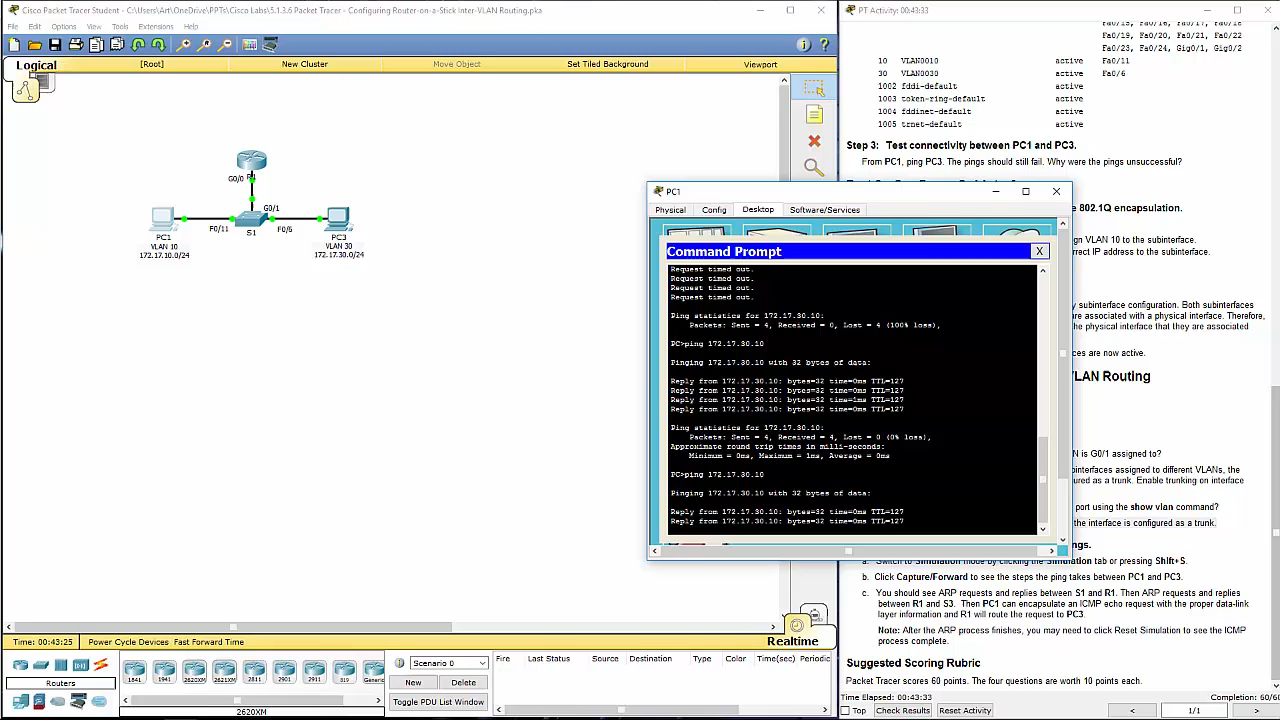 Cisco Packet Tracer Student - C:\Users\Art\OneDrive\PPTs\Cisco Labs\5.1.3.6 Packet Tracer - Configuring Router-on-a-Stick Inter-VLAN Routing.pka
File Edit Options View Tools Extensions Help
Logical [Root] New Cluster Move Object Set Tiled Background Viewport
G0/0
G0/1
F0/11
S1
F0/6
PC1
VLAN 10
172.17.10.0/24
PC3
VLAN 30
172.17.30.0/24
PC1
Physical Config Desktop Software/Services
Command Prompt X
Request timed out.
Request timed out.
Request timed out.
Request timed out.
Ping statistics for 172.17.30.10:
Packets: Sent = 4, Received = 0, Lost = 4 (100% loss),
PC>ping 172.17.30.10
Pinging 172.17.30.10 with 32 bytes of data:
Reply from 172.17.30.10: bytes=32 time=0ms TTL=127
Reply from 172.17.30.10: bytes=32 time=0ms TTL=127
Reply from 172.17.30.10: bytes=32 time=1ms TTL=127
Reply from 172.17.30.10: bytes=32 time=0ms TTL=127
Ping statistics for 172.17.30.10:
Packets: Sent = 4, Received = 4, Lost = 0 (0% loss),
Approximate round trip times in milli-seconds:
Minimum = 0ms, Maximum = 1ms, Average = 0ms
PC>ping 172.17.30.10
Pinging 172.17.30.10 with 32 bytes of data:
Reply from 172.17.30.10: bytes=32 time=0ms TTL=127
Reply from 172.17.30.10: bytes=32 time=0ms TTL=127
PT Activity: 00:43:33
Fa0/15, Fa0/16, Fa0/17, Fa0/18
Fa0/19, Fa0/20, Fa0/21, Fa0/22
Fa0/23, Fa0/24, Gig0/1, Gig0/2
10 VLAN0010 active Fa0/11
30 VLAN0030 active Fa0/6
1002 fddi-default active
1003 token-ring-default active
1004 fddinet-default active
1005 trnet-default active
Step 3: Test connectivity between PC1 and PC3.
From PC1, ping PC3. The pings should still fail. Why were the pings unsuccessful?
802.1Q encapsulation.
gn VLAN 10 to the subinterface.
rrect IP address to the subinterface.
y subinterface configuration. Both subinterfaces
are associated with a physical interface. Therefore,
the physical interface that they are associated
ces are now active.
VLAN Routing
N is G0/1 assigned to?
binterfaces assigned to different VLANs, the
ured as a trunk. Enable trunking on interface
port using the show vlan command?
the interface is configured as a trunk.
ngs.
a. Switch to Simulation mode by clicking the Simulation tab or pressing Shift+S.
b. Click Capture/Forward to see the steps the ping takes between PC1 and PC3.
c. You should see ARP requests and replies between S1 and R1. Then ARP requests and replies
between R1 and S3. Then PC1 can encapsulate an ICMP echo request with the proper data-link
layer information and R1 will route the request to PC3.
Note: After the ARP process finishes, you may need to click Reset Simulation to see the ICMP
process complete.
Suggested Scoring Rubric
Packet Tracer scores 60 points. The four questions are worth 10 points each.
Time Elapsed: 00:43:33 Completion: 60/60
Top Check Results Reset Activity < 1/1 >
Realtime
Time: 00:43:25 Power Cycle Devices Fast Forward Time
Routers
1841 1941 2620XM 2621XM 2811 2901 2911 819 Generic
2620XM
Scenario 0
New Delete
Toggle PDU List Window
Fire Last Status Source Destination Type Color Time(sec) Periodic